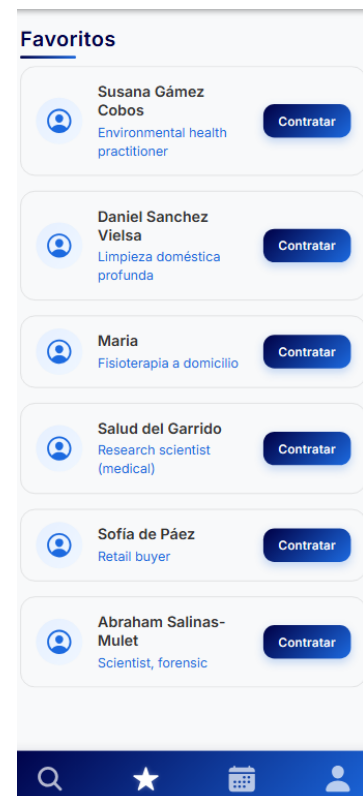 Favoritos
Susana Gámez
Cobos
Environmental health
practitioner
Contratar
Daniel Sanchez
Vielsa
Limpieza doméstica
profunda
Contratar
Maria
Fisioterapia a domicilio
Contratar
Salud del Garrido
Research scientist
(medical)
Contratar
Sofía de Páez
Retail buyer
Contratar
Abraham Salinas-
Mulet
Scientist, forensic
Contratar